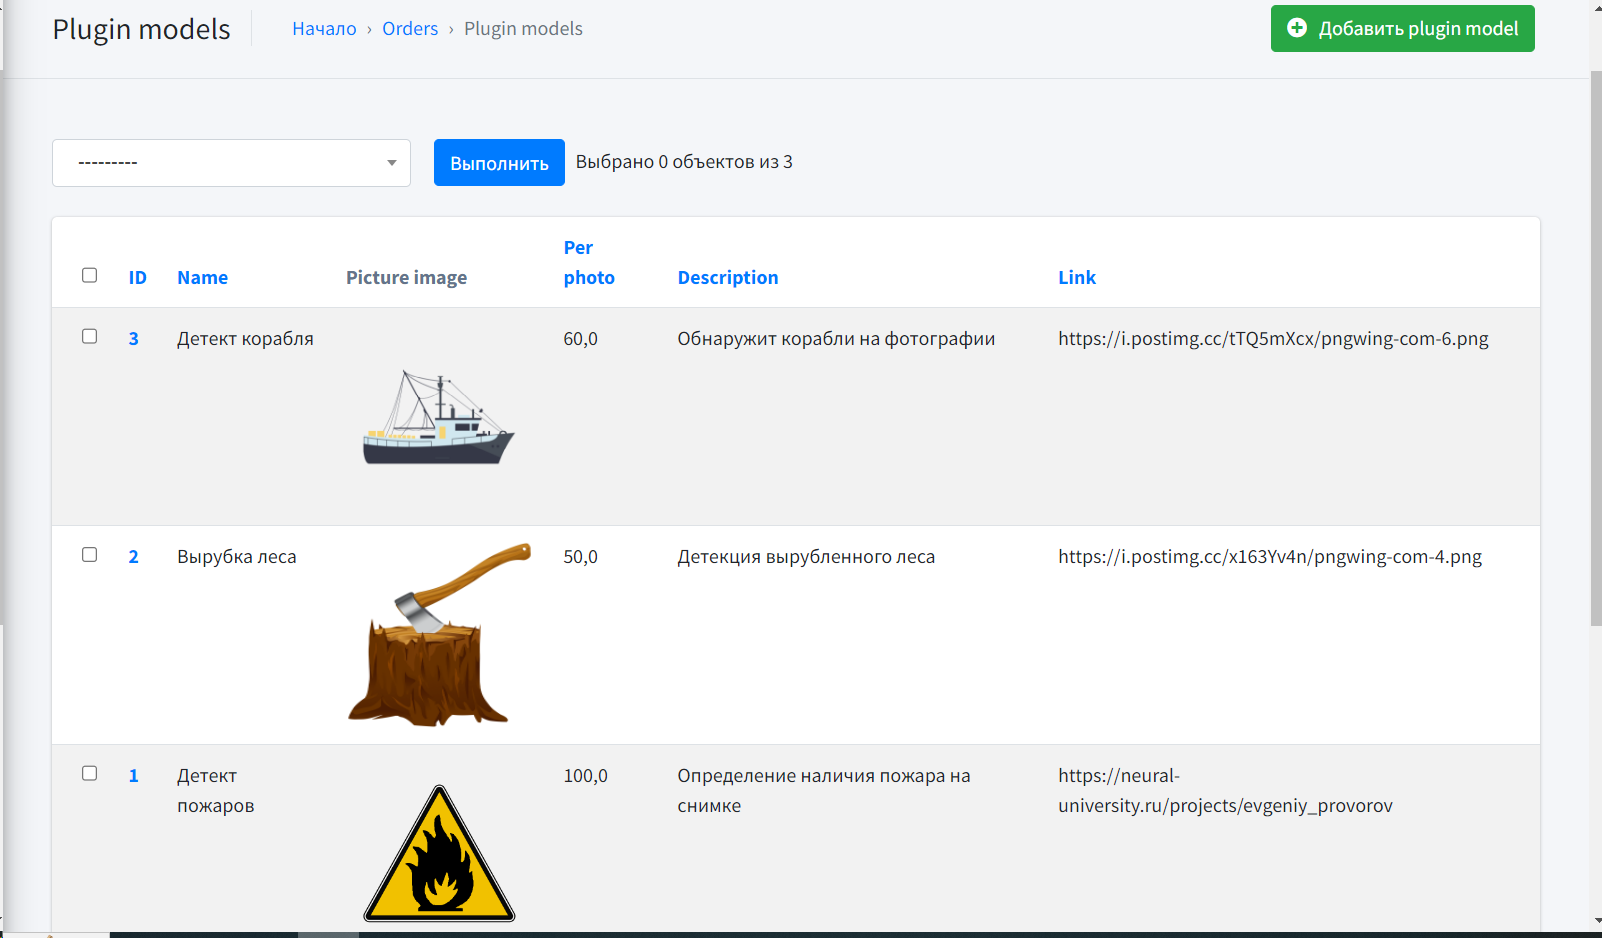 Plugin models
Начало › Orders › Plugin models
Добавить plugin model
---------
Выполнить
Выбрано 0 объектов из 3
ID Name Picture image Per photo Description Link
3 Детект корабля 60,0 Обнаружит корабли на фотографии https://i.postimg.cc/tTQ5mXcx/pngwing-com-6.png
2 Вырубка леса 50,0 Детекция вырубленного леса https://i.postimg.cc/x163Yv4n/pngwing-com-4.png
1 Детект пожаров 100,0 Определение наличия пожара на снимке https://neural-university.ru/projects/evgeniy_provorov